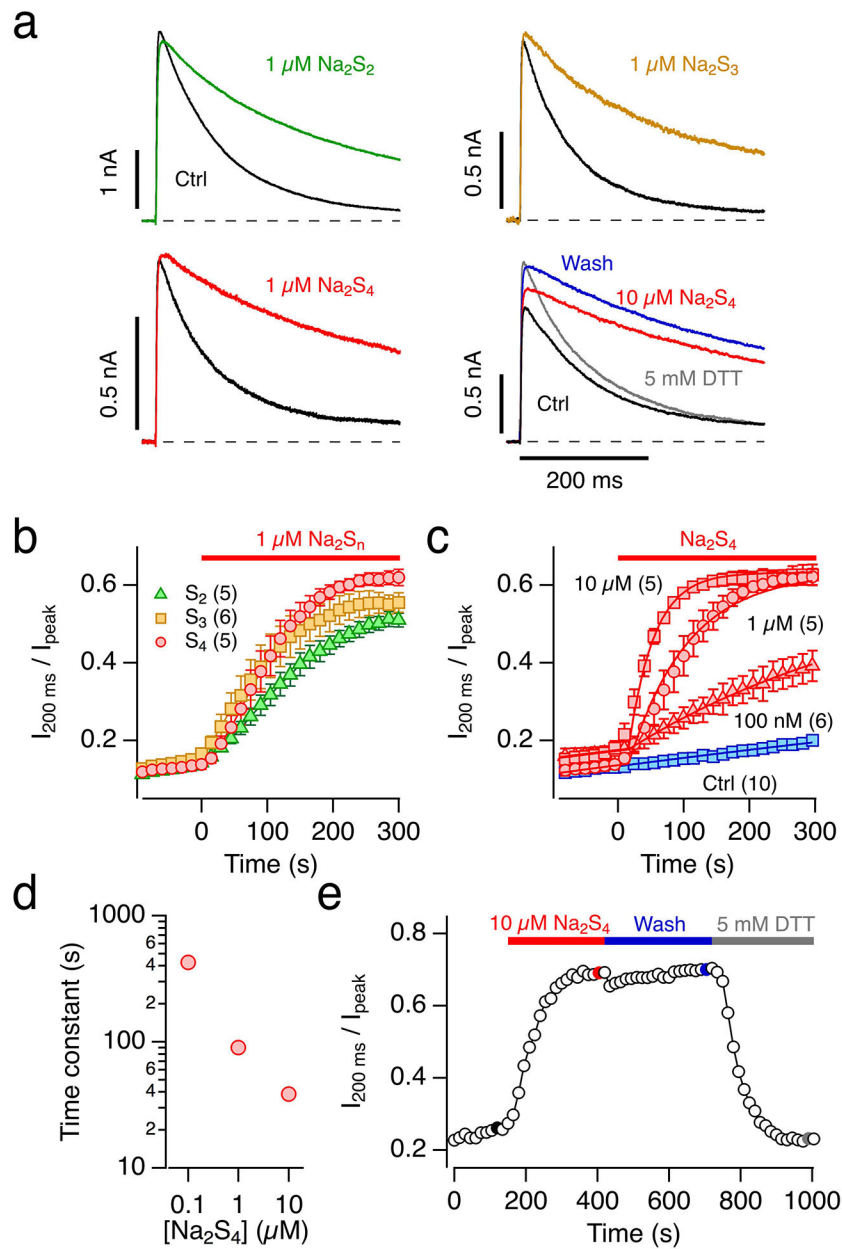 a
1 µM Na₂S₂
1 nA
Ctrl
1 µM Na₂S₃
0.5 nA
1 µM Na₂S₄
0.5 nA
Wash
10 µM Na₂S₄
5 mM DTT
0.5 nA
Ctrl
200 ms
b
1 µM Na₂Sₙ
S₂ (5)
S₃ (6)
S₄ (5)
0.6
0.4
0.2
I₂₀₀ ₘₛ / Iₚₑₐₖ
0 100 200 300
Time (s)
c
Na₂S₄
10 µM (5)
1 µM (5)
100 nM (6)
Ctrl (10)
0.6
0.4
0.2
0 100 200 300
Time (s)
d
Time constant (s)
1000
6
4
2
100
6
4
2
10
0.1 1 10
[Na₂S₄] (µM)
e
10 µM Na₂S₄ Wash 5 mM DTT
0.8
0.6
0.4
0.2
I₂₀₀ ₘₛ / Iₚₑₐₖ
0 200 400 600 800 1000
Time (s)